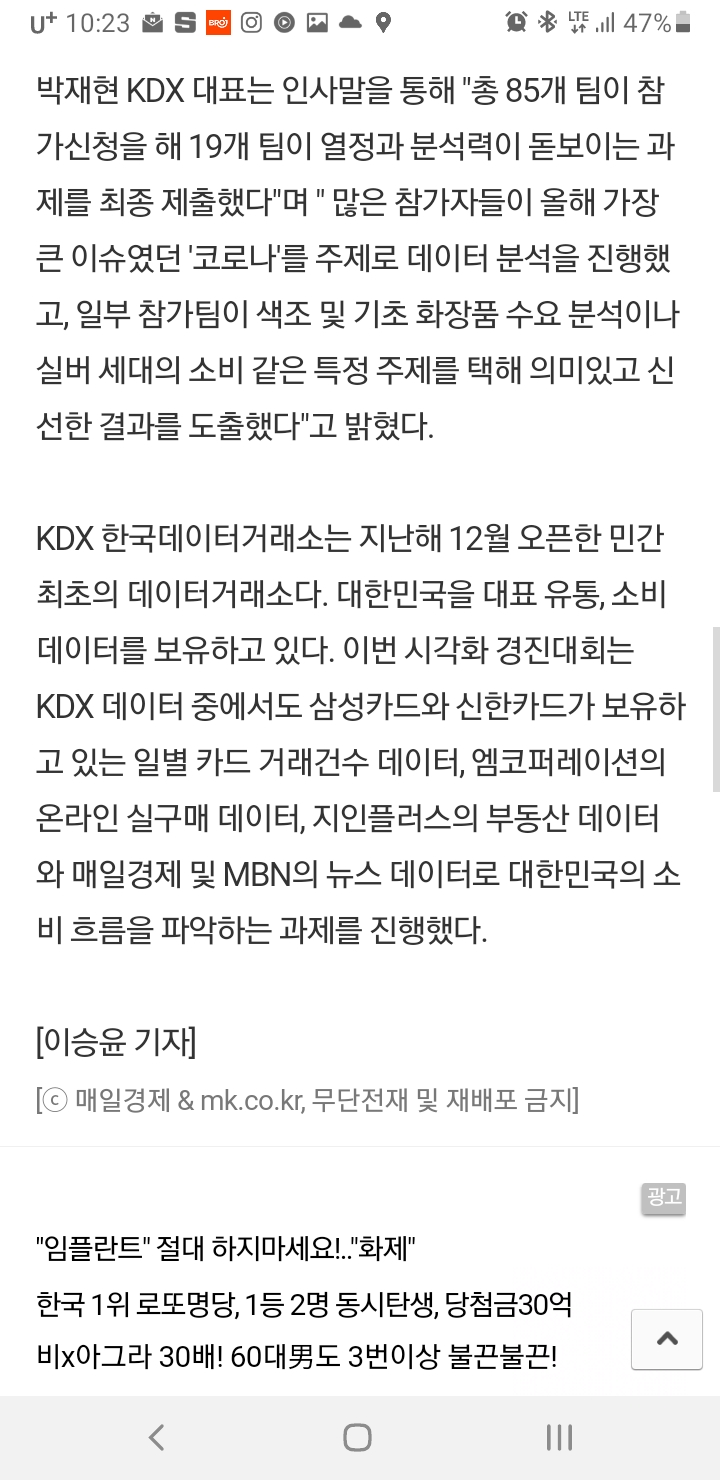 U+ 10:23 BRO! LTE 47%
박재현 KDX 대표는 인사말을 통해 "총 85개 팀이 참
가신청을 해 19개 팀이 열정과 분석력이 돋보이는 과
제를 최종 제출했다"며 " 많은 참가자들이 올해 가장
큰 이슈였던 '코로나'를 주제로 데이터 분석을 진행했
고, 일부 참가팀이 색조 및 기초 화장품 수요 분석이나
실버 세대의 소비 같은 특정 주제를 택해 의미있고 신
선한 결과를 도출했다"고 밝혔다.
KDX 한국데이터거래소는 지난해 12월 오픈한 민간
최초의 데이터거래소다. 대한민국을 대표 유통, 소비
데이터를 보유하고 있다. 이번 시각화 경진대회는
KDX 데이터 중에서도 삼성카드와 신한카드가 보유하
고 있는 일별 카드 거래건수 데이터, 엠코퍼레이션의
온라인 실구매 데이터, 지인플러스의 부동산 데이터
와 매일경제 및 MBN의 뉴스 데이터로 대한민국의 소
비 흐름을 파악하는 과제를 진행했다.
[이승윤 기자]
[ⓒ 매일경제 & mk.co.kr, 무단전재 및 재배포 금지]
광고
"임플란트" 절대 하지마세요!.."화제"
한국 1위 로또명당, 1등 2명 동시탄생, 당첨금30억
비x아그라 30배! 60대男도 3번이상 불끈불끈!